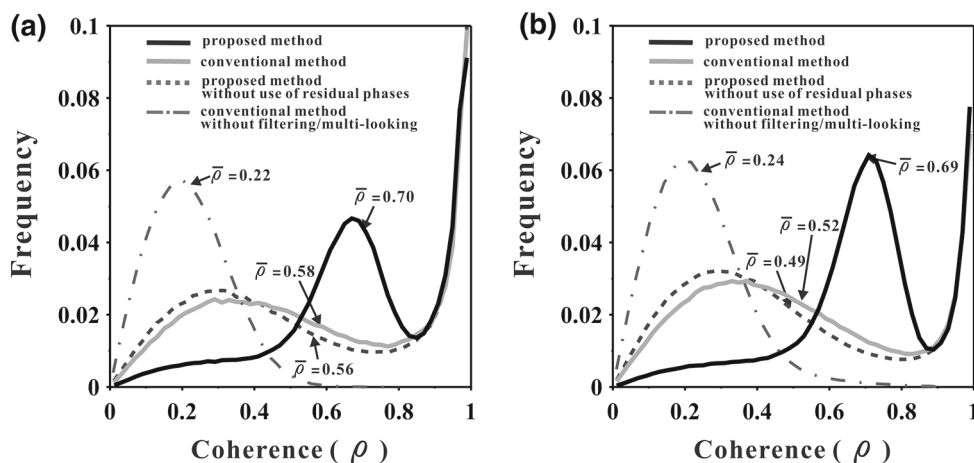 (a)
0.1
0.08
0.06
0.04
0.02
0
Frequency
proposed method
conventional method
proposed method
without use of residual phases
conventional method
without filtering/multi-looking
ρ̅ = 0.22
ρ̅ = 0.70
ρ̅ = 0.58
ρ̅ = 0.56
0 0.2 0.4 0.6 0.8 1
Coherence ( ρ )
(b)
0.1
0.08
0.06
0.04
0.02
0
Frequency
proposed method
conventional method
proposed method
without use of residual phases
conventional method
without filtering/multi-looking
ρ̅ = 0.24
ρ̅ = 0.69
ρ̅ = 0.52
ρ̅ = 0.49
0 0.2 0.4 0.6 0.8 1
Coherence ( ρ )